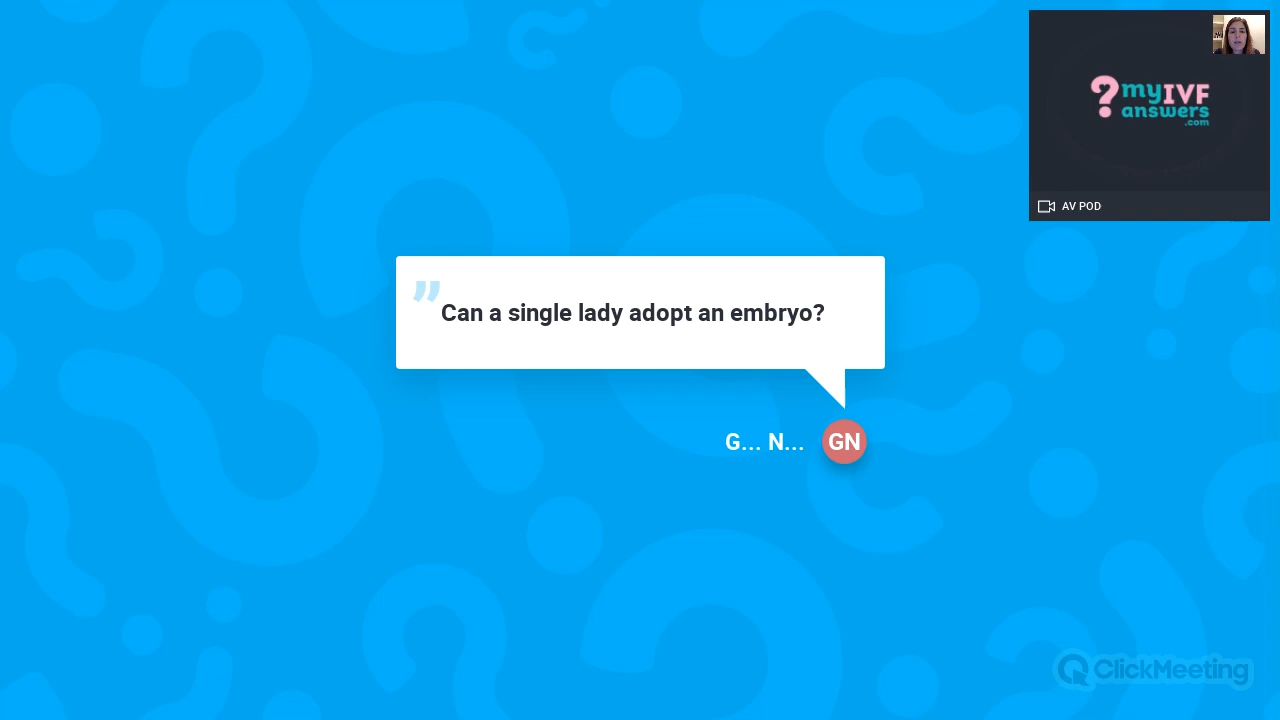 ?myIVF
answers
.com
AV POD
”
Can a single lady adopt an embryo?
G... N... GN
ClickMeeting